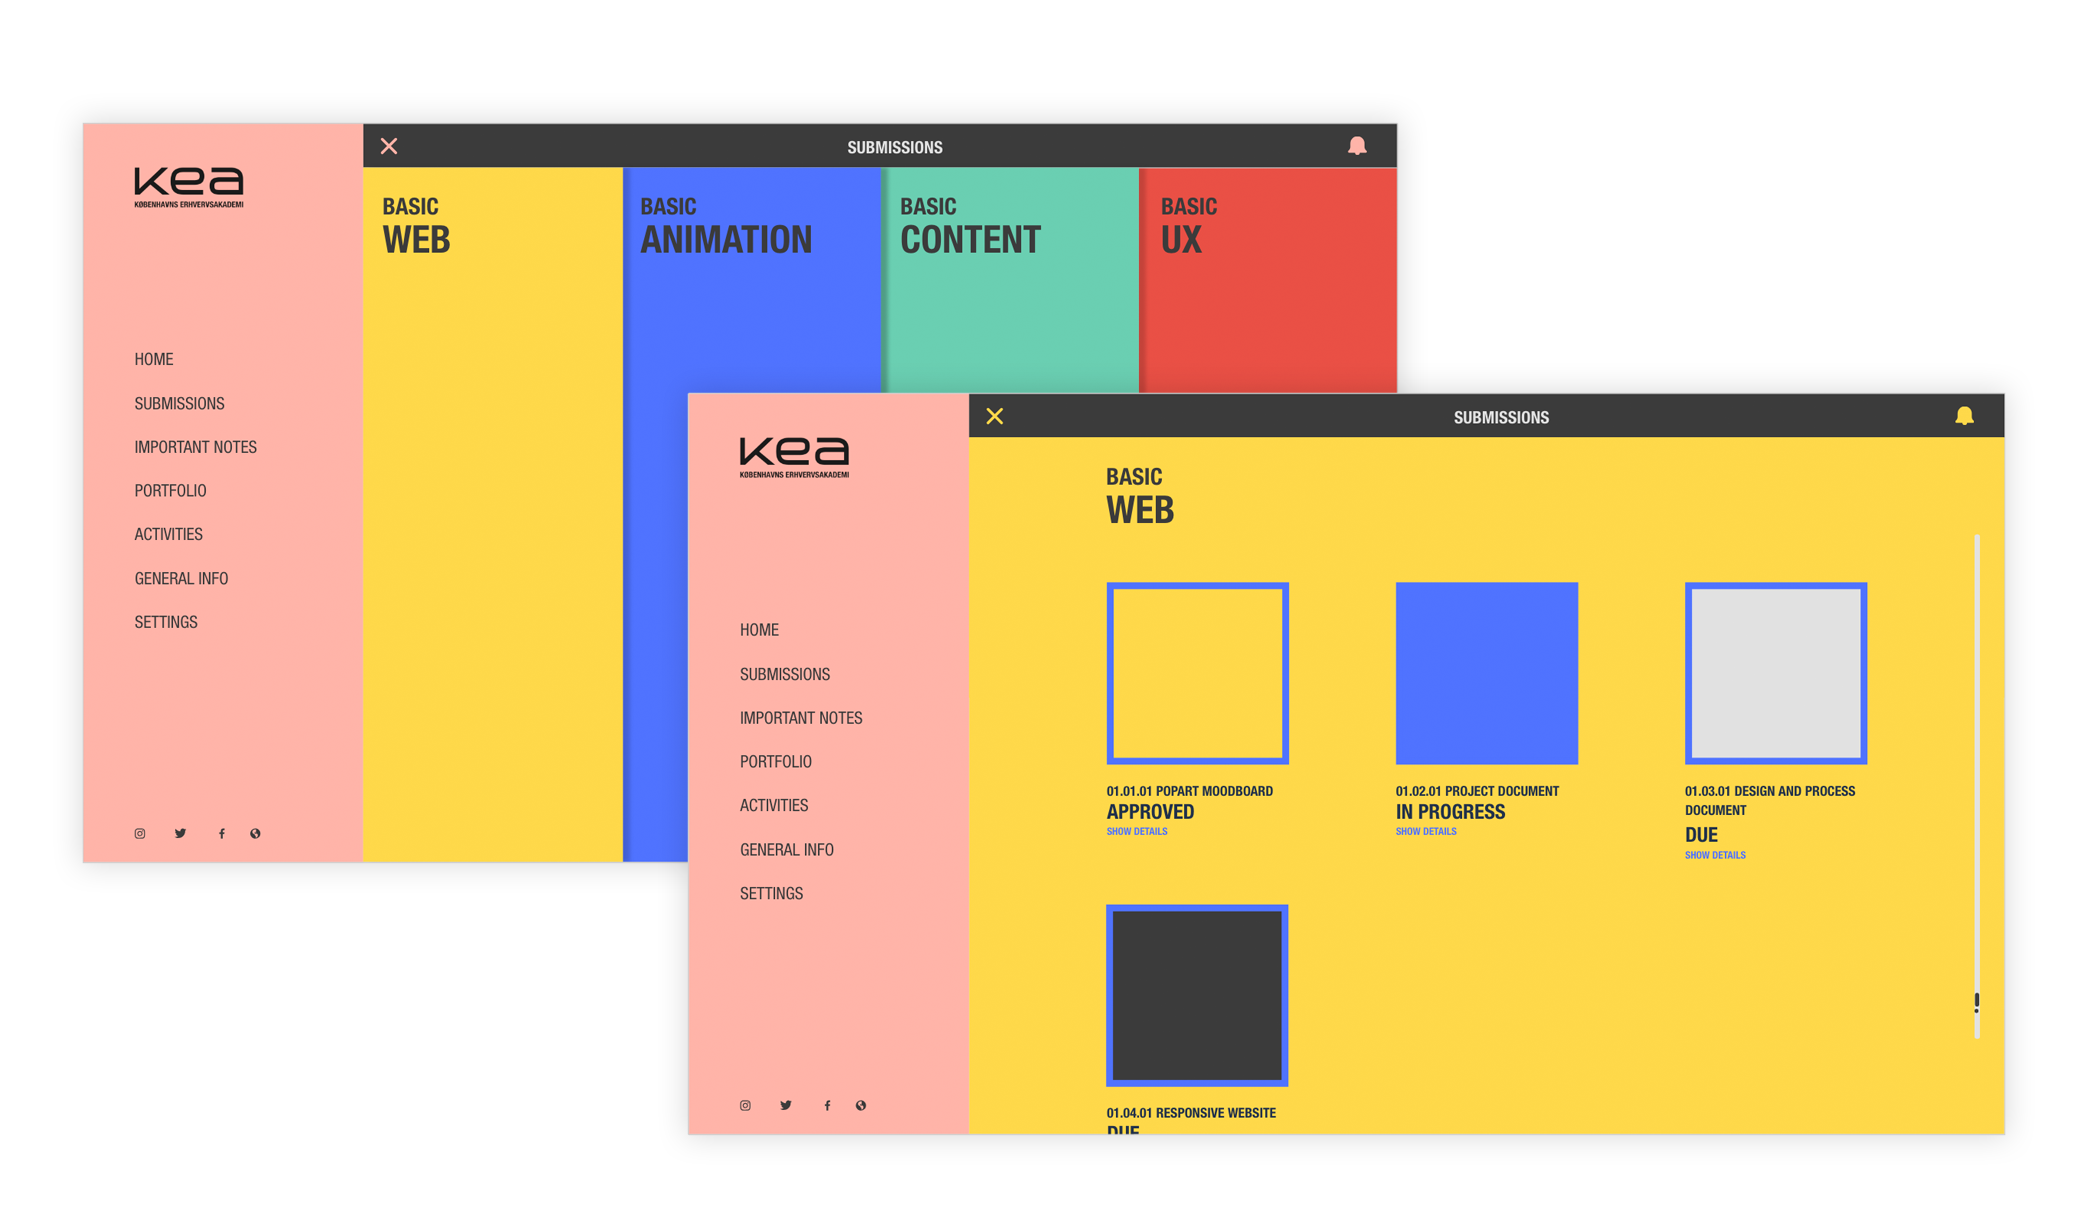 kea
KØBENHAVNS ERHVERVSAKADEMI
HOME
SUBMISSIONS
IMPORTANT NOTES
PORTFOLIO
ACTIVITIES
GENERAL INFO
SETTINGS
SUBMISSIONS
BASIC
WEB
BASIC
ANIMATION
BASIC
CONTENT
BASIC
UX
kea
KØBENHAVNS ERHVERVSAKADEMI
HOME
SUBMISSIONS
IMPORTANT NOTES
PORTFOLIO
ACTIVITIES
GENERAL INFO
SETTINGS
SUBMISSIONS
BASIC
WEB
01.01.01 POPART MOODBOARD
APPROVED
SHOW DETAILS
01.02.01 PROJECT DOCUMENT
IN PROGRESS
SHOW DETAILS
01.03.01 DESIGN AND PROCESS
DOCUMENT
DUE
SHOW DETAILS
!
01.04.01 RESPONSIVE WEBSITE
DUE